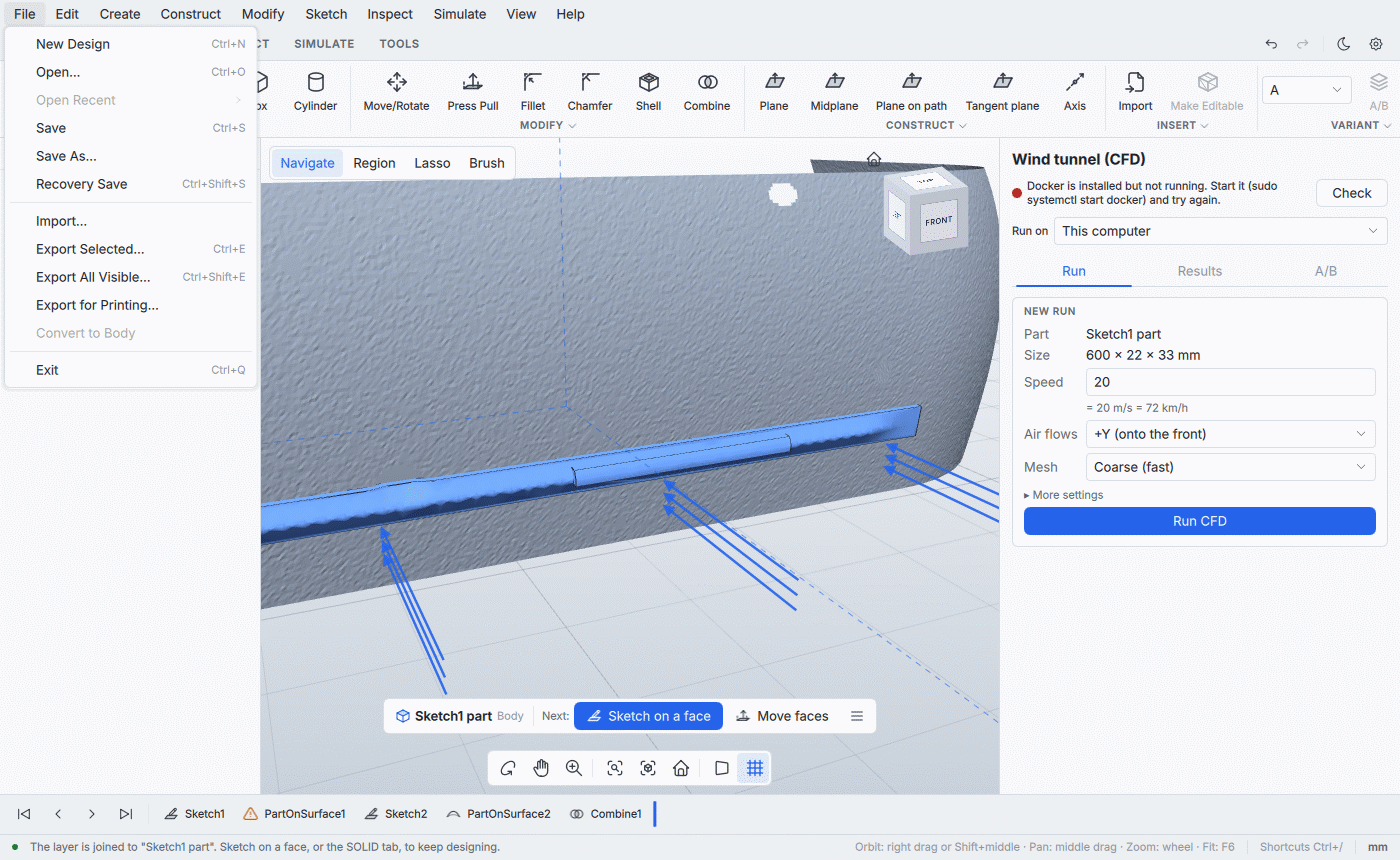 File Edit Create Construct Modify Sketch Inspect Simulate View Help
New Design Ctrl+N
Open... Ctrl+O
Open Recent
Save Ctrl+S
Save As...
Recovery Save Ctrl+Shift+S
Import...
Export Selected... Ctrl+E
Export All Visible... Ctrl+Shift+E
Export for Printing...
Convert to Body
Exit Ctrl+Q
CT SIMULATE TOOLS
ox Cylinder Move/Rotate Press Pull Fillet Chamfer Shell Combine Plane Midplane Plane on path Tangent plane Axis Import Make Editable A A/B
MODIFY CONSTRUCT INSERT VARIANT
Navigate Region Lasso Brush
FRONT
Wind tunnel (CFD)
Docker is installed but not running. Start it (sudo
systemctl start docker) and try again.
Check
Run on This computer
Run Results A/B
NEW RUN
Part Sketch1 part
Size 600 × 22 × 33 mm
Speed 20
= 20 m/s = 72 km/h
Air flows +Y (onto the front)
Mesh Coarse (fast)
▸ More settings
Run CFD
Sketch1 part Body Next: Sketch on a face Move faces
Sketch1 PartOnSurface1 Sketch2 PartOnSurface2 Combine1
The layer is joined to "Sketch1 part". Sketch on a face, or the SOLID tab, to keep designing.
Orbit: right drag or Shift+middle · Pan: middle drag · Zoom: wheel · Fit: F6 Shortcuts Ctrl+/ mm